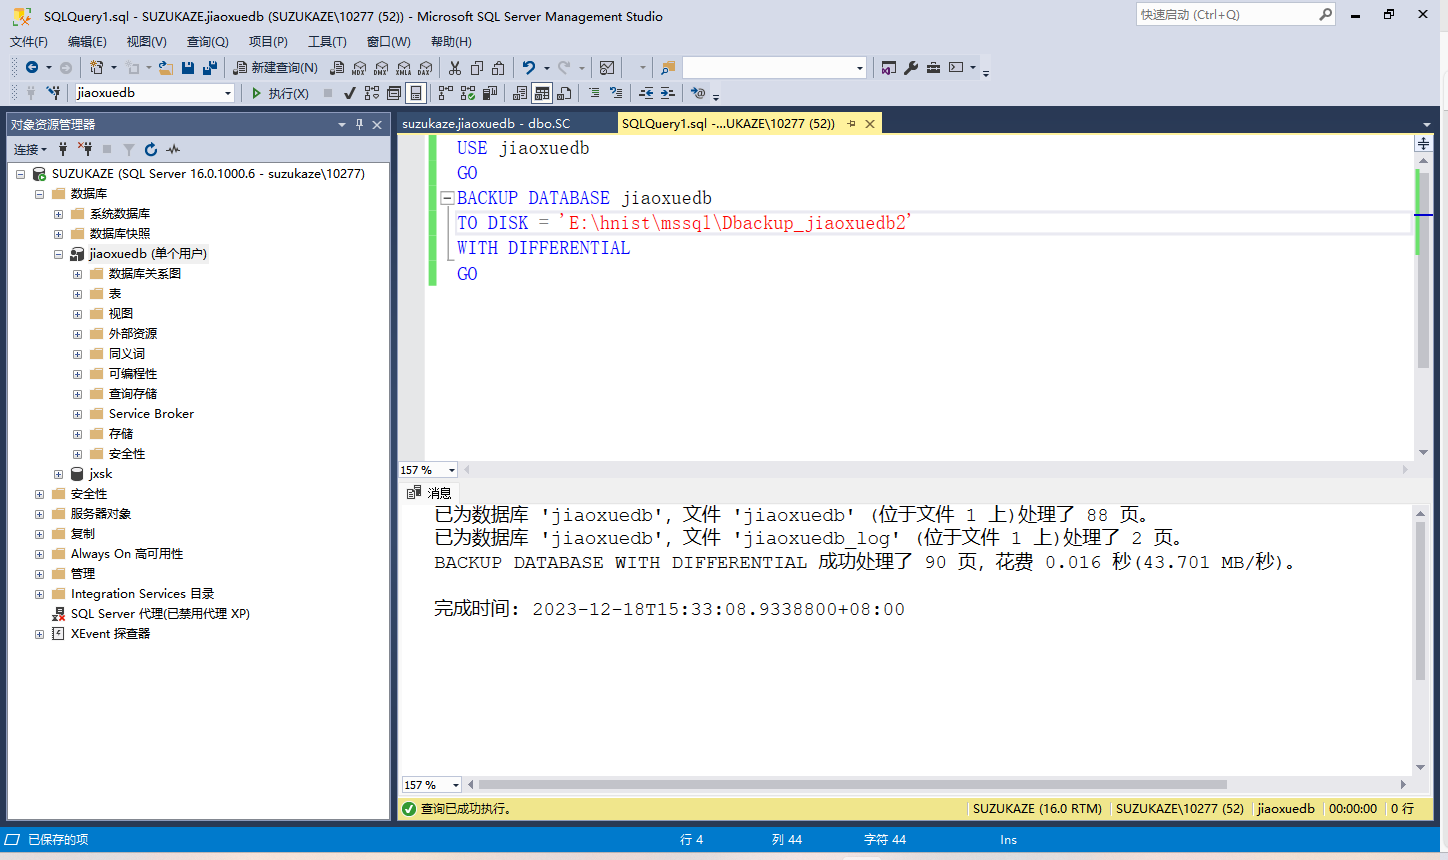 SQLQuery1.sql - SUZUKAZE.jiaoxuedb (SUZUKAZE\10277 (52)) - Microsoft SQL Server Management Studio
快速启动 (Ctrl+Q)
文件(F) 编辑(E) 视图(V) 查询(Q) 项目(P) 工具(T) 窗口(W) 帮助(H)
新建查询(N) MDX DMX XMLA DAX
jiaoxuedb 执行(X)
对象资源管理器
连接
SUZUKAZE (SQL Server 16.0.1000.6 - suzukaze\10277)
数据库
系统数据库
数据库快照
jiaoxuedb (单个用户)
数据库关系图
表
视图
外部资源
同义词
可编程性
查询存储
Service Broker
存储
安全性
jxsk
安全性
服务器对象
复制
Always On 高可用性
管理
Integration Services 目录
SQL Server 代理(已禁用代理 XP)
XEvent 探查器
suzukaze.jiaoxuedb - dbo.SC
SQLQuery1.sql -...UKAZE\10277 (52))
USE jiaoxuedb
GO
BACKUP DATABASE jiaoxuedb
TO DISK = 'E:\hnist\mssql\Dbackup_jiaoxuedb2'
WITH DIFFERENTIAL
GO
157 %
消息
已为数据库 'jiaoxuedb'，文件 'jiaoxuedb' (位于文件 1 上)处理了 88 页。
已为数据库 'jiaoxuedb'，文件 'jiaoxuedb_log' (位于文件 1 上)处理了 2 页。
BACKUP DATABASE WITH DIFFERENTIAL 成功处理了 90 页，花费 0.016 秒(43.701 MB/秒)。
完成时间: 2023-12-18T15:33:08.9338800+08:00
157 %
查询已成功执行。 SUZUKAZE (16.0 RTM) SUZUKAZE\10277 (52) jiaoxuedb 00:00:00 0 行
已保存的项 行 4 列 44 字符 44 Ins